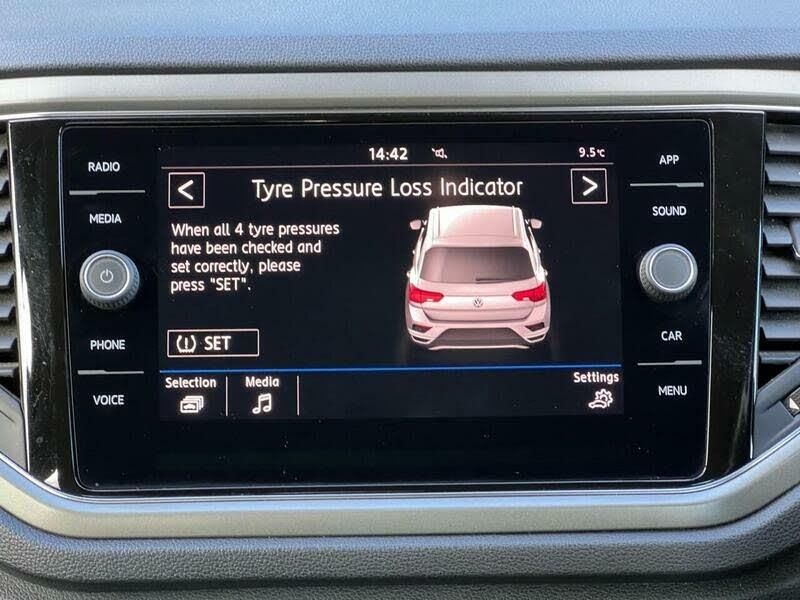 14:42
9.5°C
RADIO
MEDIA
PHONE
VOICE
< Tyre Pressure Loss Indicator >
When all 4 tyre pressures
have been checked and
set correctly, please
press "SET".
(!) SET
Selection
Media
Settings
APP
SOUND
CAR
MENU